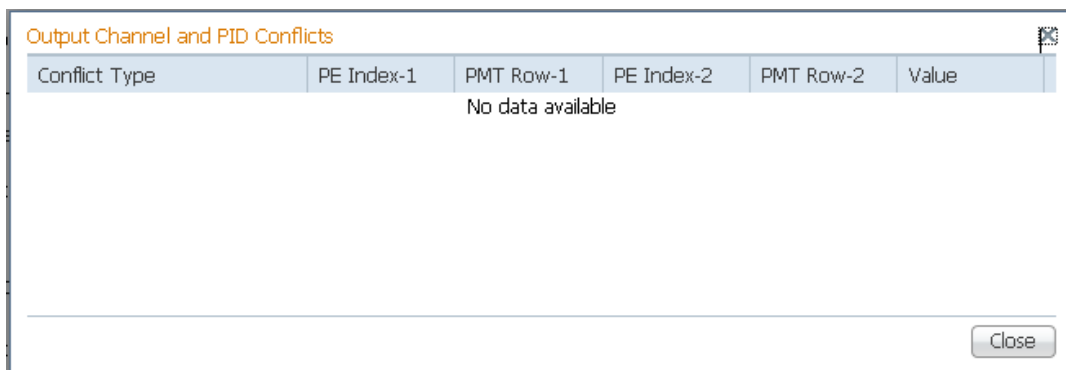 Output Channel and PID Conflicts
Conflict Type PE Index-1 PMT Row-1 PE Index-2 PMT Row-2 Value
No data available
Close